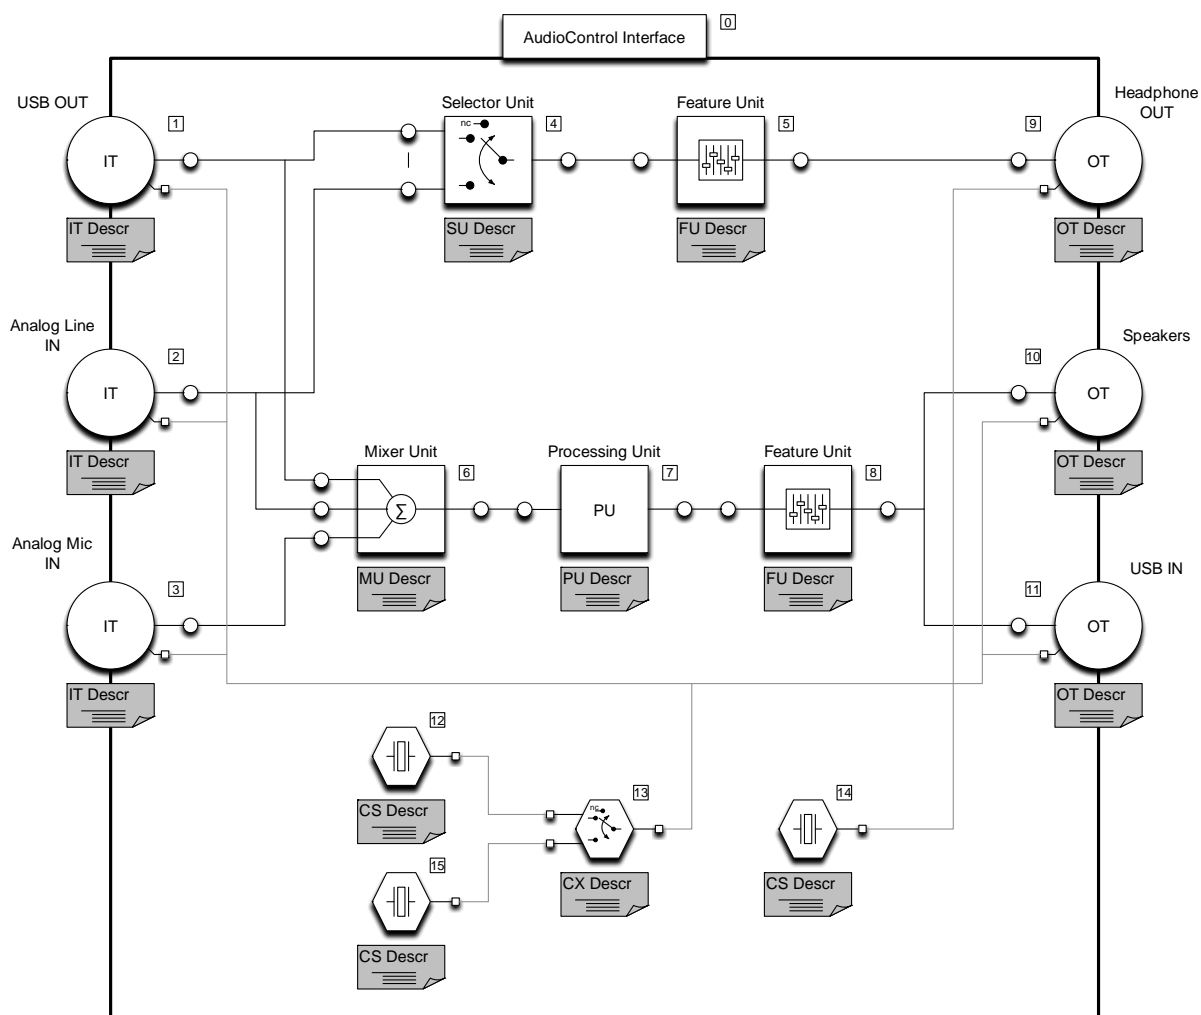 AudioControl Interface
0
USB OUT
1
IT
IT Descr
Selector Unit
4
nc
SU Descr
Feature Unit
5
FU Descr
Headphone
OUT
9
OT
OT Descr
Analog Line
IN
2
IT
IT Descr
Speakers
10
OT
OT Descr
Mixer Unit
6
Σ
MU Descr
Processing Unit
7
PU
PU Descr
Feature Unit
8
FU Descr
Analog Mic
IN
3
IT
IT Descr
USB IN
11
OT
OT Descr
12
CS Descr
13
nc
CX Descr
14
CS Descr
15
CS Descr